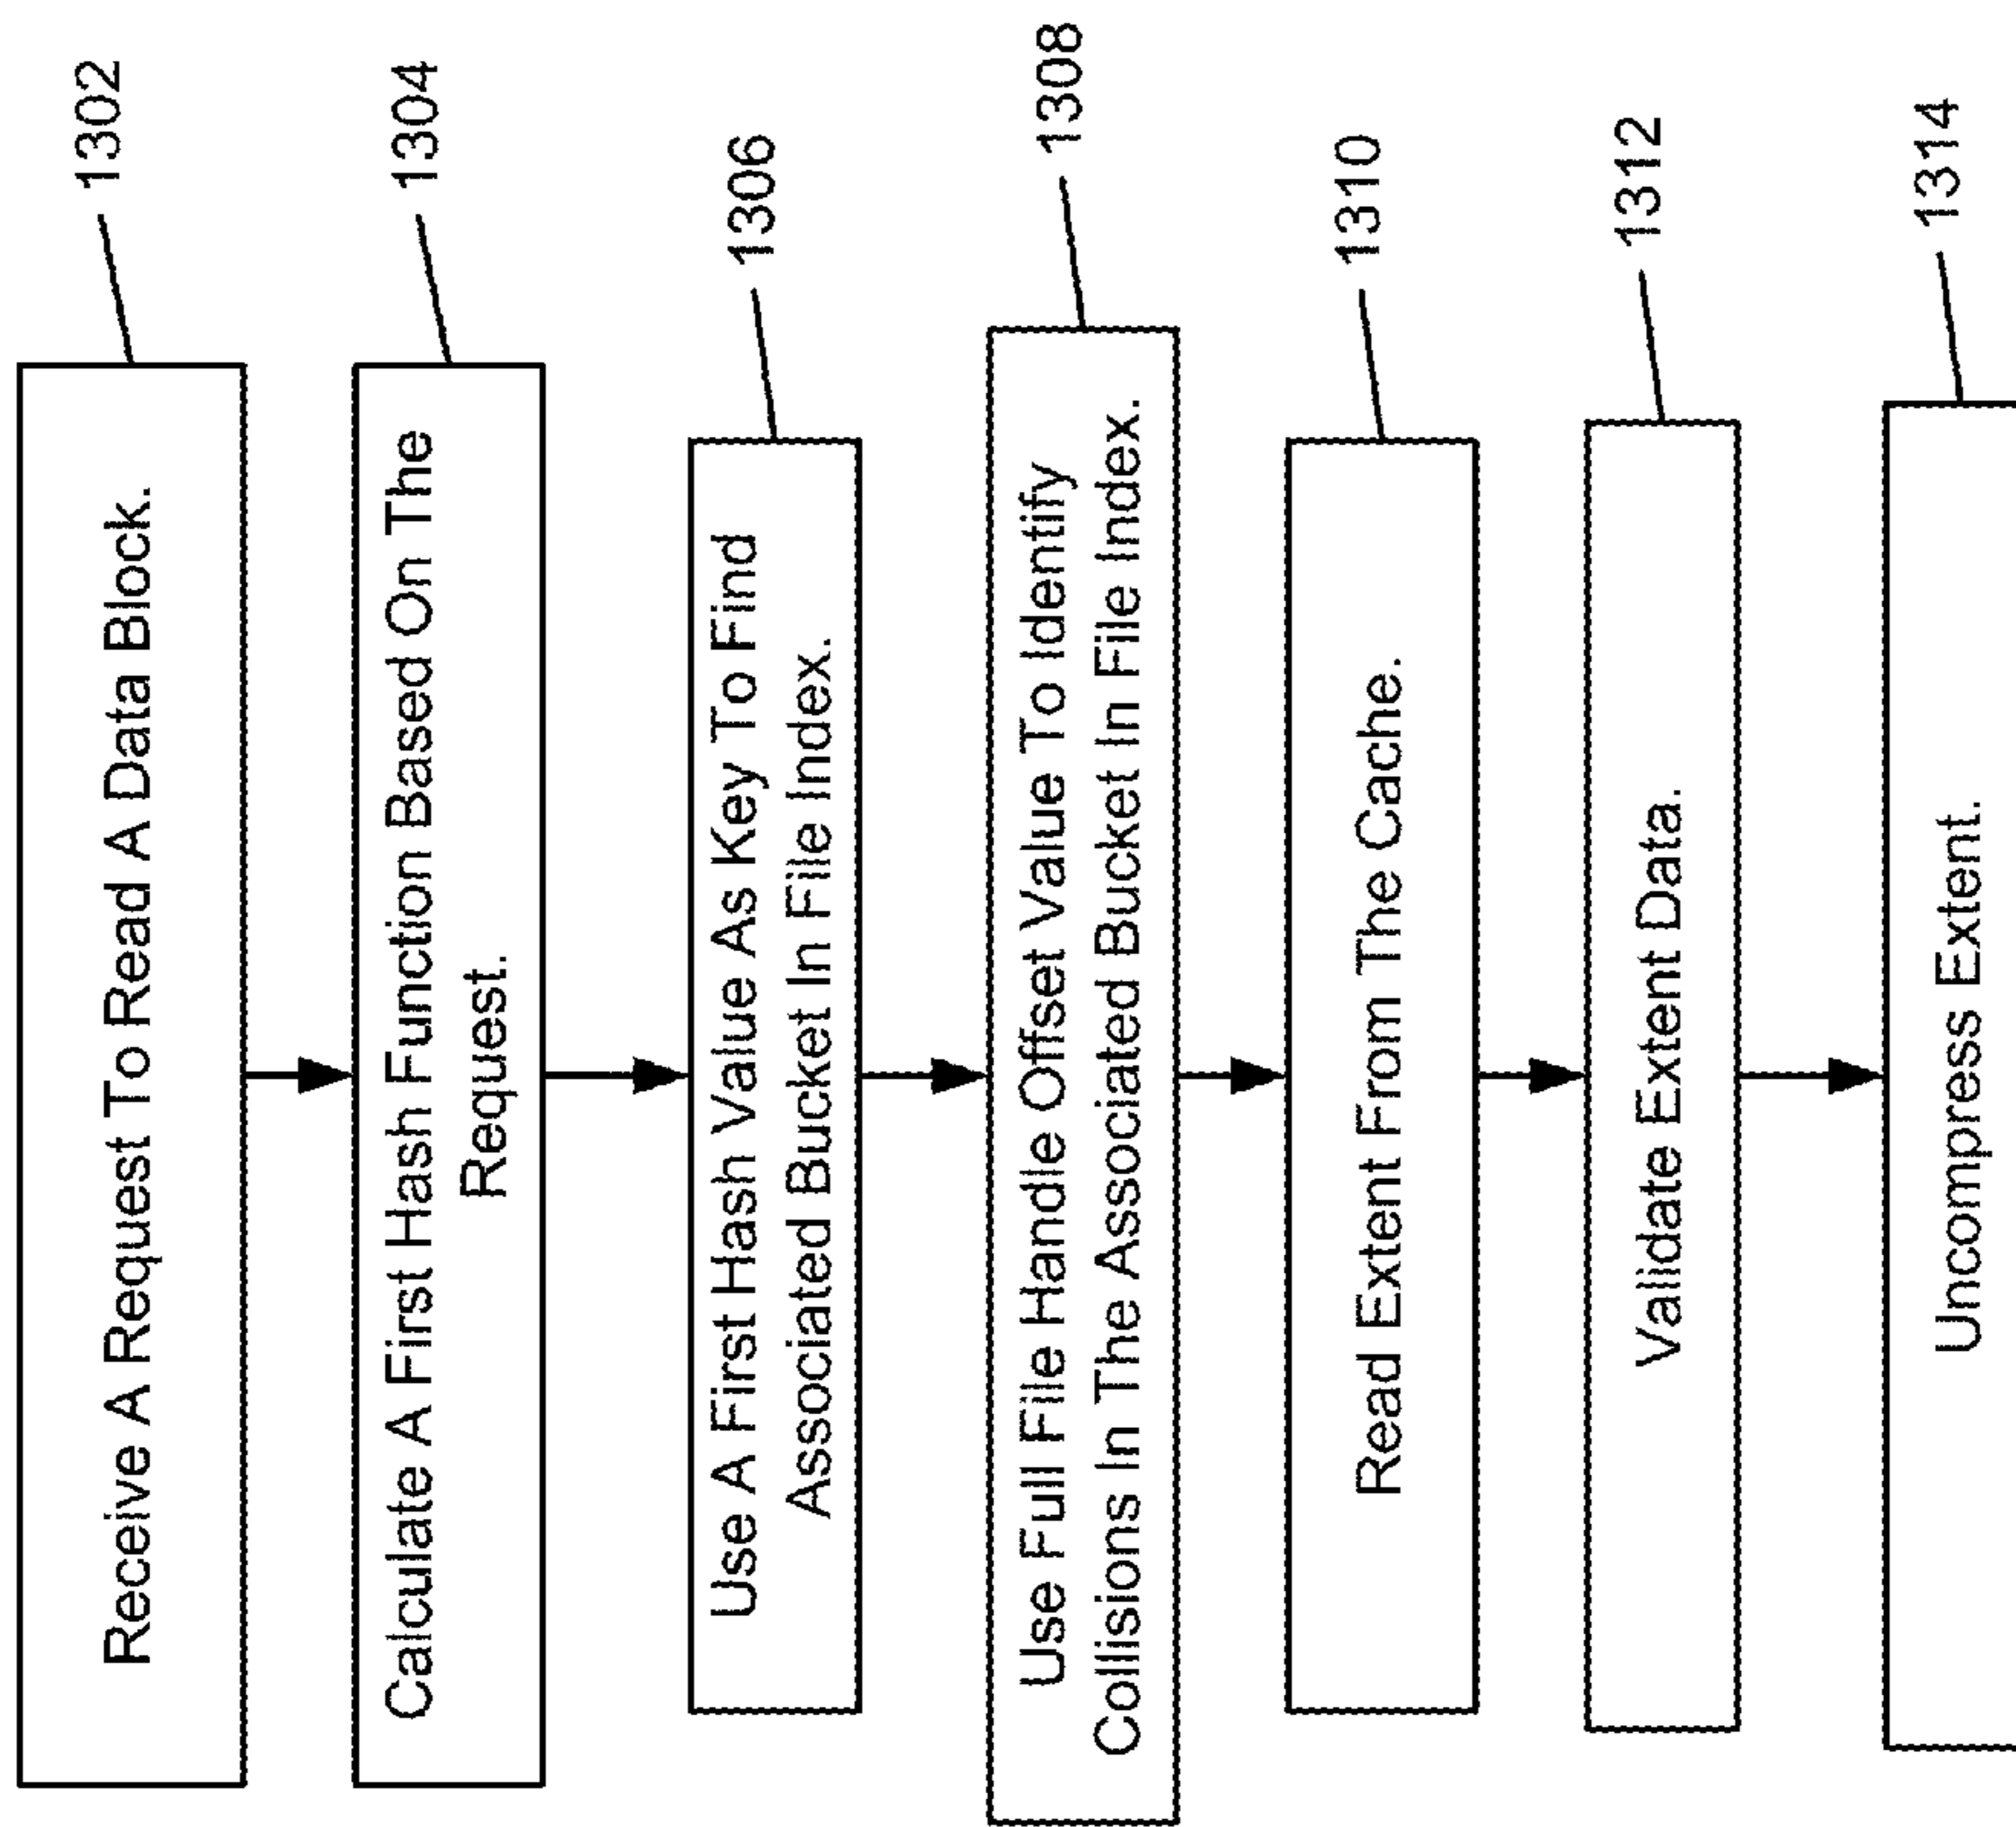 Receive A Request To Read A Data Block.
1302
Calculate A First Hash Function Based On The
Request.
1304
Use A First Hash Value As Key To Find
Associated Bucket In File Index.
1306
Use Full File Handle Offset Value To Identify
Collisions In The Associated Bucket In File Index.
1308
Read Extent From The Cache.
1310
Validate Extent Data.
1312
Uncompress Extent.
1314